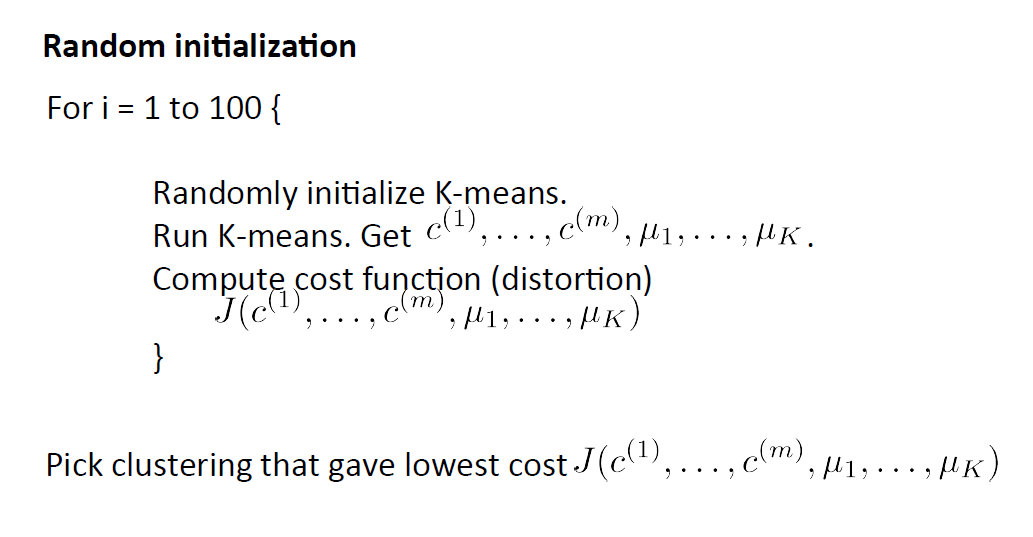 Random initialization
For i = 1 to 100 {
Randomly initialize K-means.
Run K-means. Get c^{(1)}, . . . , c^{(m)}, μ_1, . . . , μ_K.
Compute cost function (distortion)
J(c^{(1)}, . . . , c^{(m)}, μ_1, . . . , μ_K)
}
Pick clustering that gave lowest cost J(c^{(1)}, . . . , c^{(m)}, μ_1, . . . , μ_K)